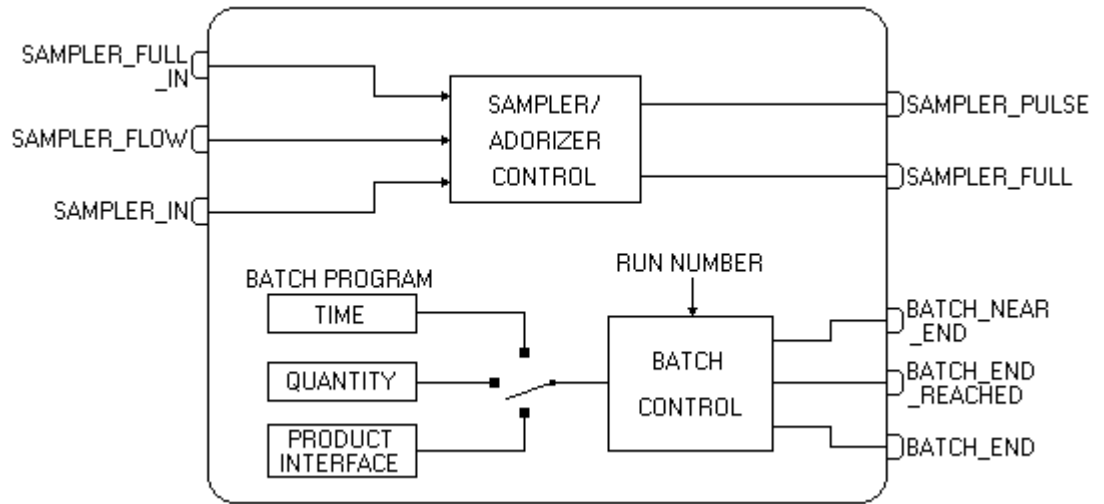 SAMPLER_FULL
_IN
SAMPLER_FLOW
SAMPLER_IN
SAMPLER/
ADORIZER
CONTROL
SAMPLER_PULSE
SAMPLER_FULL
BATCH PROGRAM
TIME
QUANTITY
PRODUCT
INTERFACE
RUN NUMBER
BATCH
CONTROL
BATCH_NEAR
_END
BATCH_END
_REACHED
BATCH_END